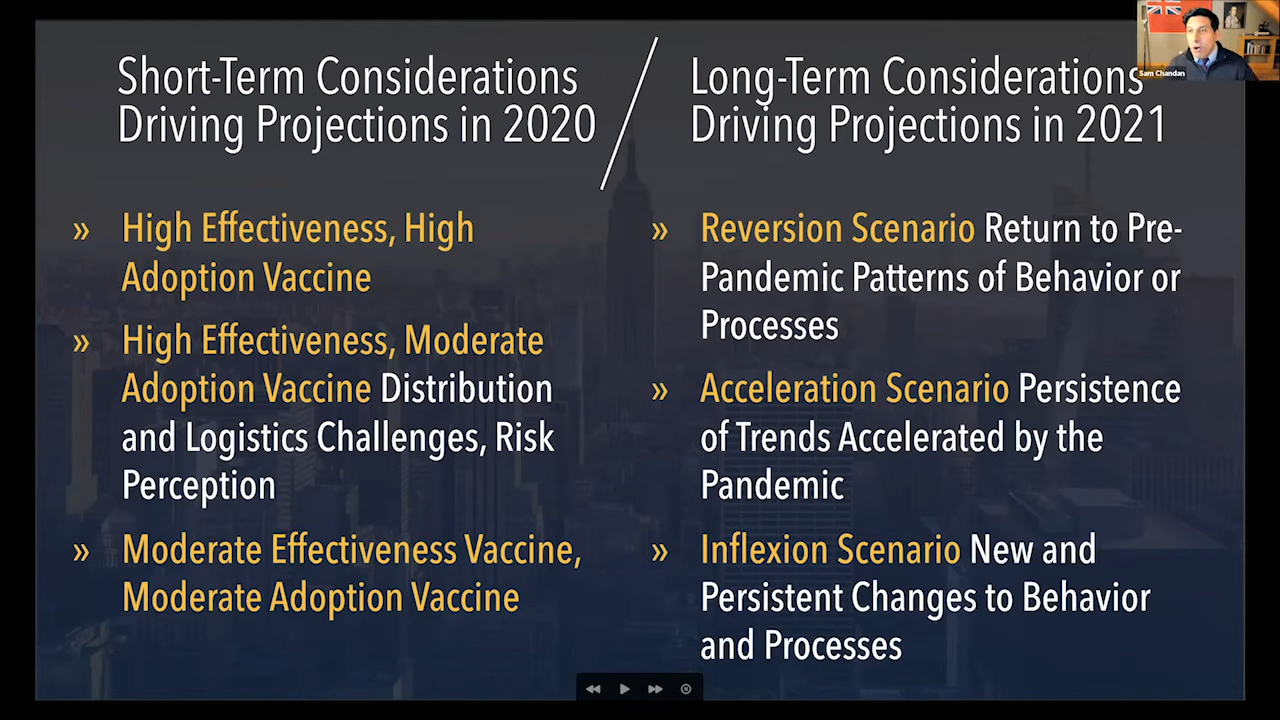 Short-Term Considerations
Driving Projections in 2020
» High Effectiveness, High
Adoption Vaccine
» High Effectiveness, Moderate
Adoption Vaccine Distribution
and Logistics Challenges, Risk
Perception
» Moderate Effectiveness Vaccine,
Moderate Adoption Vaccine
Long-Term Considerations
Driving Projections in 2021
» Reversion Scenario Return to Pre-
Pandemic Patterns of Behavior or
Processes
» Acceleration Scenario Persistence
of Trends Accelerated by the
Pandemic
» Inflexion Scenario New and
Persistent Changes to Behavior
and Processes
Sam Chandan